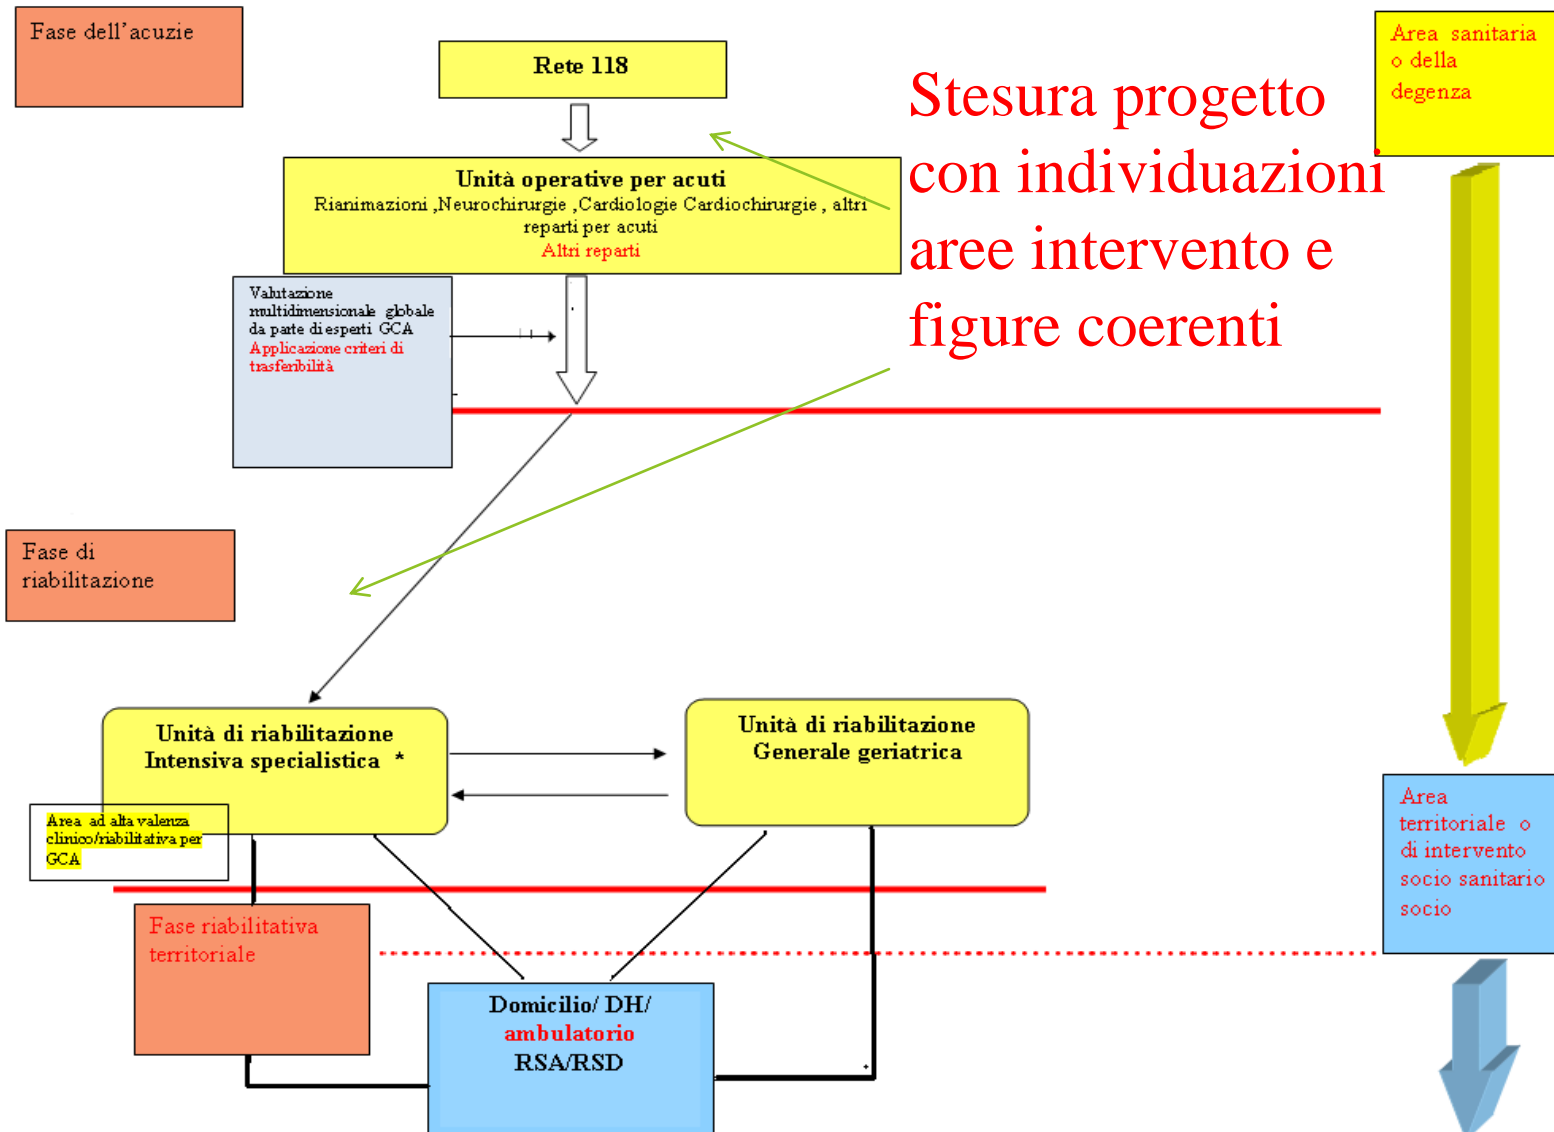 Fase dell'acuzie
Rete 118
Area sanitaria
o della
degenza
Stesura progetto
con individuazioni
aree intervento e
figure coerenti
Unità operative per acuti
Rianimazioni ,Neurochirurgie ,Cardiologie Cardiochirurgie , altri
reparti per acuti
Altri reparti
Valutazione
multidimensionale globale
da parte di esperti GCA
Applicazione criteri di
trasferibilità
Fase di
riabilitazione
Unità di riabilitazione
Intensiva specialistica *
Unità di riabilitazione
Generale geriatrica
Area ad alta valenza
clinico/riabilitativa per
GCA
Area
territoriale o
di intervento
socio sanitario
socio
Fase riabilitativa
territoriale
Domicilio/ DH/
ambulatorio
RSA/RSD